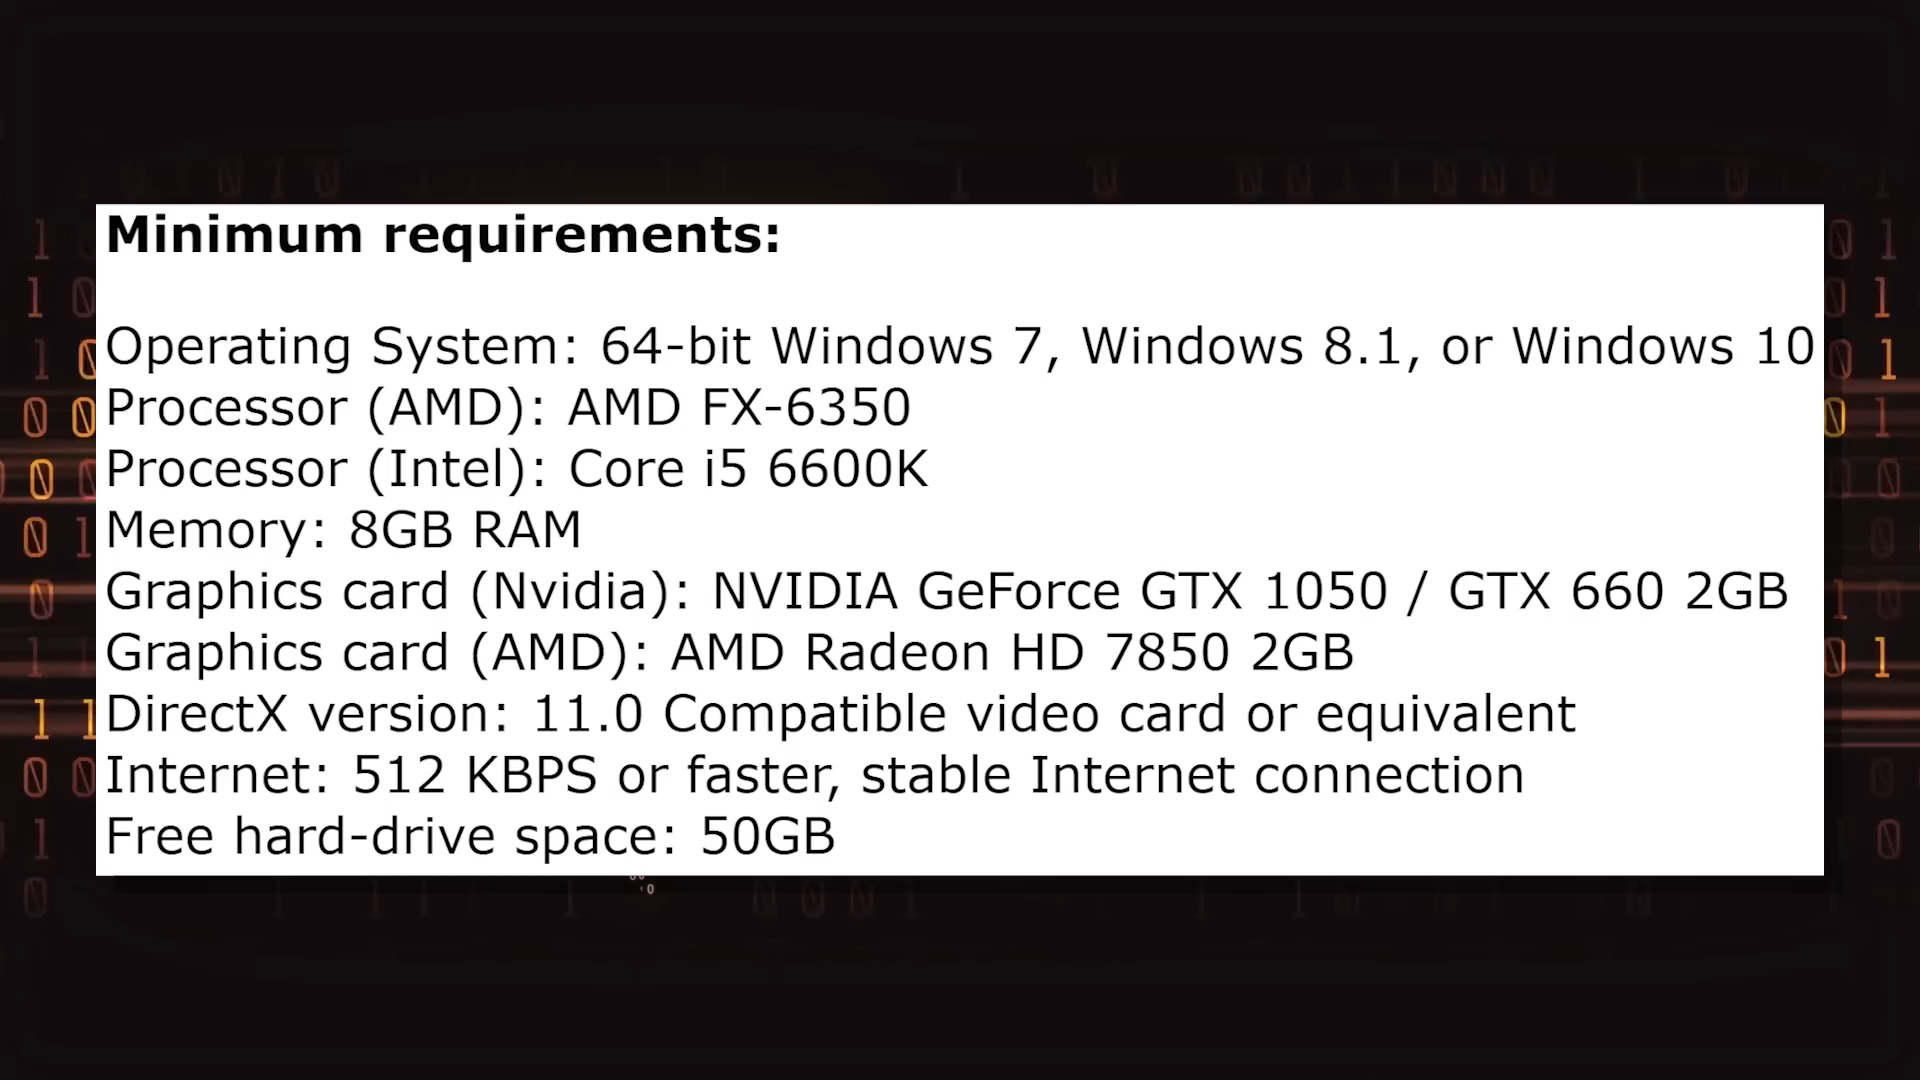 Minimum requirements:
Operating System: 64-bit Windows 7, Windows 8.1, or Windows 10
Processor (AMD): AMD FX-6350
Processor (Intel): Core i5 6600K
Memory: 8GB RAM
Graphics card (Nvidia): NVIDIA GeForce GTX 1050 / GTX 660 2GB
Graphics card (AMD): AMD Radeon HD 7850 2GB
DirectX version: 11.0 Compatible video card or equivalent
Internet: 512 KBPS or faster, stable Internet connection
Free hard-drive space: 50GB